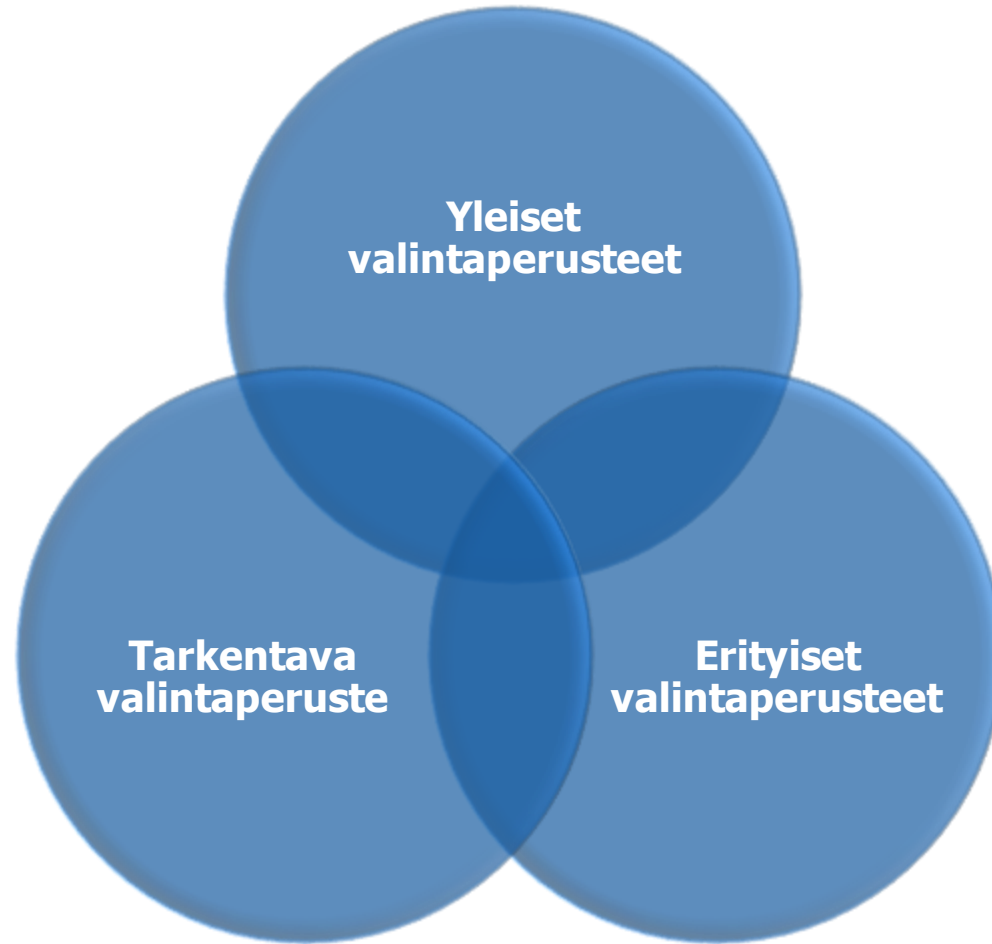 Yleiset
valintaperusteet
Tarkentava
valintaperuste
Erityiset
valintaperusteet